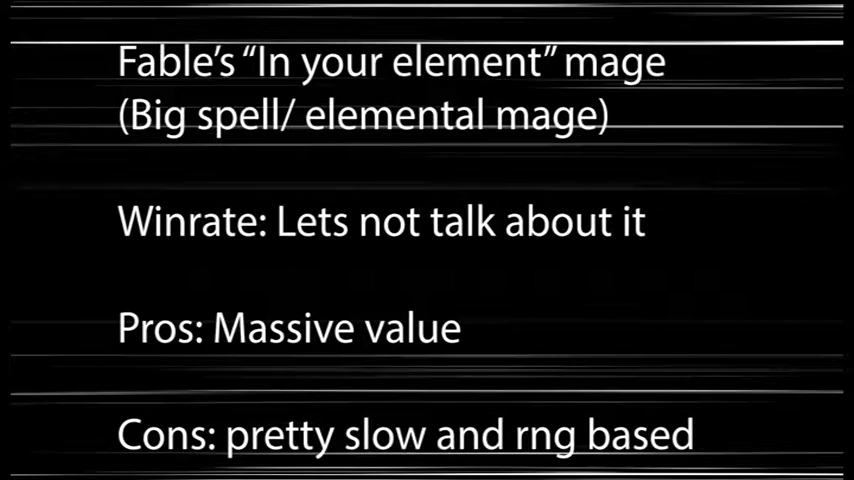 Fable's “In your element” mage
(Big spell/ elemental mage)
Winrate: Lets not talk about it
Pros: Massive value
Cons: pretty slow and rng based